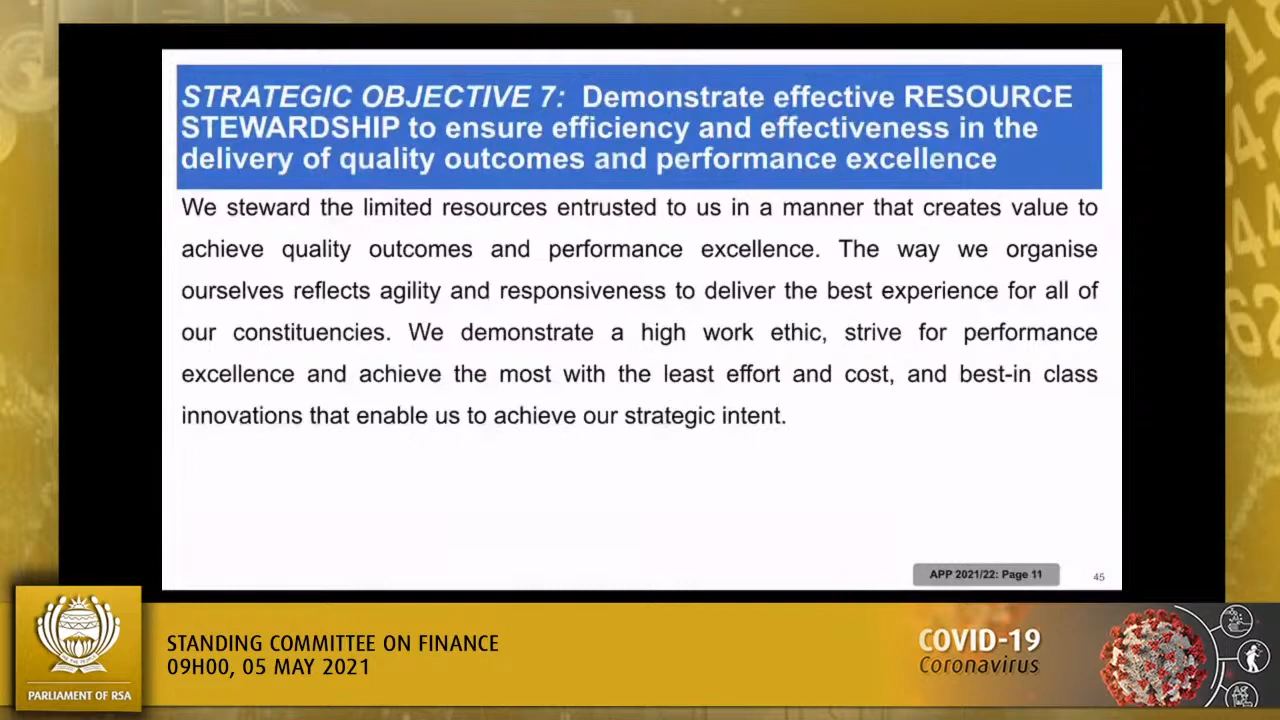 STRATEGIC OBJECTIVE 7: Demonstrate effective RESOURCE
STEWARDSHIP to ensure efficiency and effectiveness in the
delivery of quality outcomes and performance excellence
We steward the limited resources entrusted to us in a manner that creates value to
achieve quality outcomes and performance excellence. The way we organise
ourselves reflects agility and responsiveness to deliver the best experience for all of
our constituencies. We demonstrate a high work ethic, strive for performance
excellence and achieve the most with the least effort and cost, and best-in class
innovations that enable us to achieve our strategic intent.
APP 2021/22: Page 11
45
PARLIAMENT OF RSA
STANDING COMMITTEE ON FINANCE
09H00, 05 MAY 2021
COVID-19
Coronavirus